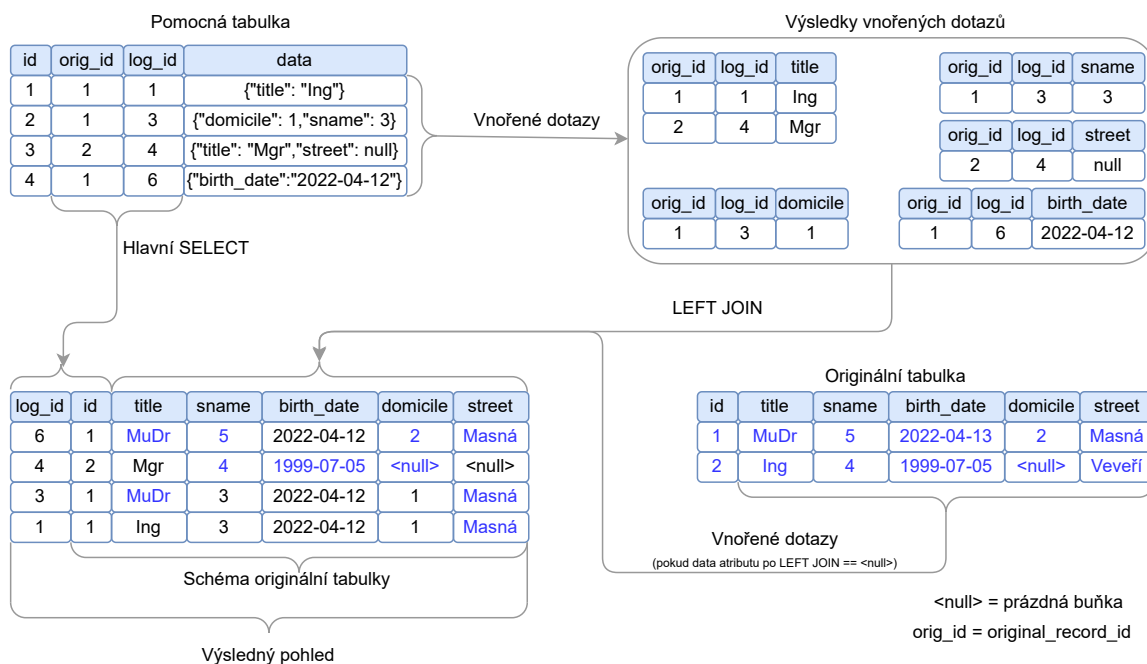 Pomocná tabulka
id orig_id log_id data
1 1 1 {"title": "Ing"}
2 1 3 {"domicile": 1,"sname": 3}
3 2 4 {"title": "Mgr","street": null}
4 1 6 {"birth_date":"2022-04-12"}
Hlavní SELECT
Vnořené dotazy
Výsledky vnořených dotazů
orig_id log_id title
1 1 Ing
2 4 Mgr
orig_id log_id sname
1 3 3
orig_id log_id street
2 4 null
orig_id log_id domicile
1 3 1
orig_id log_id birth_date
1 6 2022-04-12
LEFT JOIN
log_id id title sname birth_date domicile street
6 1 MuDr 5 2022-04-12 2 Masná
4 2 Mgr 4 1999-07-05 <null> <null>
3 1 MuDr 3 2022-04-12 1 Masná
1 1 Ing 3 2022-04-12 1 Masná
Schéma originální tabulky
Výsledný pohled
Originální tabulka
id title sname birth_date domicile street
1 MuDr 5 2022-04-13 2 Masná
2 Ing 4 1999-07-05 <null> Veveří
Vnořené dotazy
(pokud data atributu po LEFT JOIN == <null>)
<null> = prázdná buňka
orig_id = original_record_id